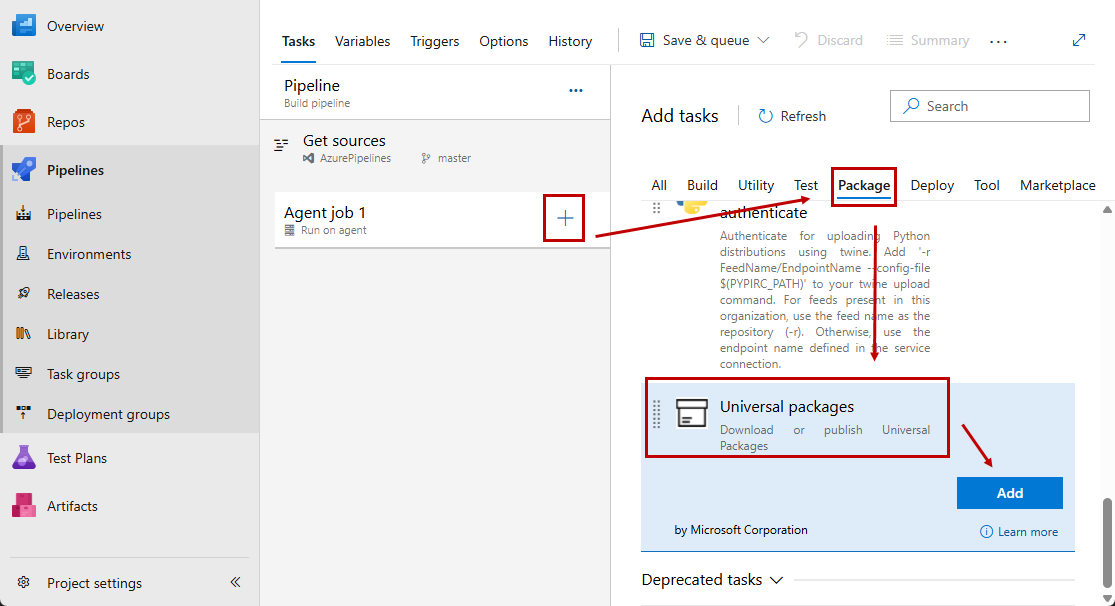 Overview
Boards
Repos
Pipelines
Pipelines
Environments
Releases
Library
Task groups
Deployment groups
Test Plans
Artifacts
Project settings
Tasks Variables Triggers Options History
Save & queue Discard Summary ...
Pipeline ...
Build pipeline
Get sources
AzurePipelines master
Agent job 1
Run on agent
Add tasks Refresh Search
All Build Utility Test Package Deploy Tool Marketplace
authenticate
Authenticate for uploading Python
distributions using twine. Add '-r
FeedName/EndpointName --config-file
$(PYPIRC_PATH)' to your twine upload
command. For feeds present in this
organization, use the feed name as the
repository (-r). Otherwise, use the
endpoint name defined in the service
connection.
Universal packages
Download or publish Universal
Packages
Add
by Microsoft Corporation Learn more
Deprecated tasks